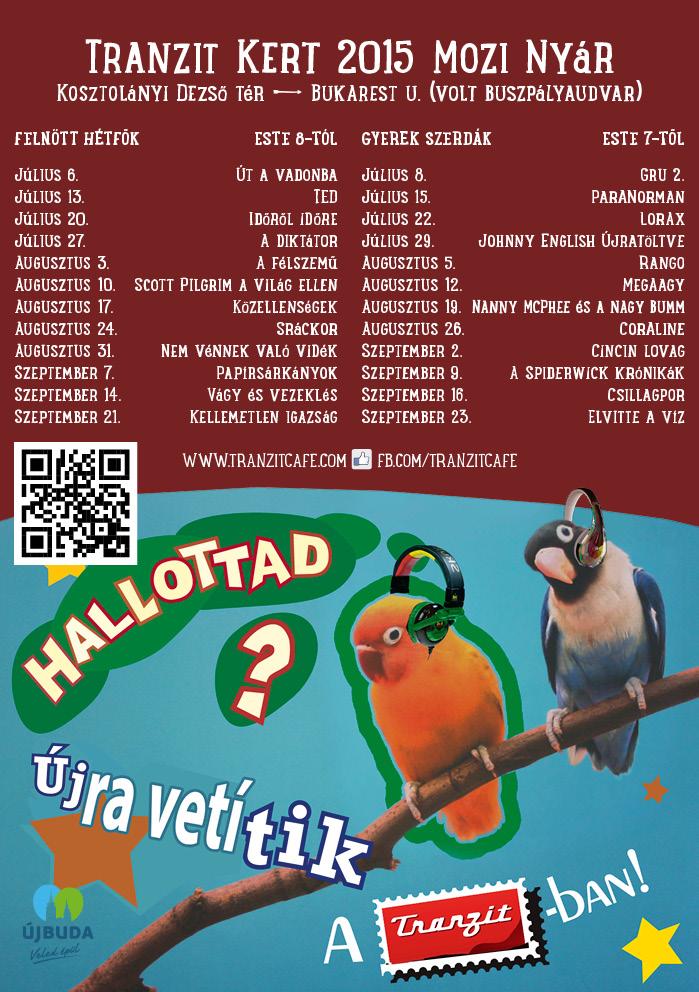 Tranzit Kert 2015 Mozi Nyár
Kosztolányi Dezső tér — Bukarest u. (volt buszpályaudvar)
Felnőtt hétfők este 8-tól
Július 6. Út a vadonba
Július 13. Ted
Július 20. Időről időre
Július 27. A diktátor
Augusztus 3. A félszemű
Augusztus 10. Scott Pilgrim a világ ellen
Augusztus 17. Közellenségek
Augusztus 24. Sráckor
Augusztus 31. Nem vénnek való vidék
Szeptember 7. Papírsárkányok
Szeptember 14. Vágy és vezeklés
Szeptember 21. Kellemetlen igazság
Gyerek szerdák este 7-től
Július 8. Gru 2.
Július 15. ParaNorman
Július 22. Lorax
Július 29. Johnny English újratöltve
Augusztus 5. Rango
Augusztus 12. Megaagy
Augusztus 19. Nanny McPhee és a nagy bumm
Augusztus 26. Coraline
Szeptember 2. Cincin lovag
Szeptember 9. A Spiderwick krónikák
Szeptember 16. Csillagpor
Szeptember 23. Elvitte a víz
www.tranzitcafe.com fb.com/tranzitcafe
HALLOTTAD
?
Újra vetítik
A Tranzit -ban!
ÚJBUDA
Veled épül